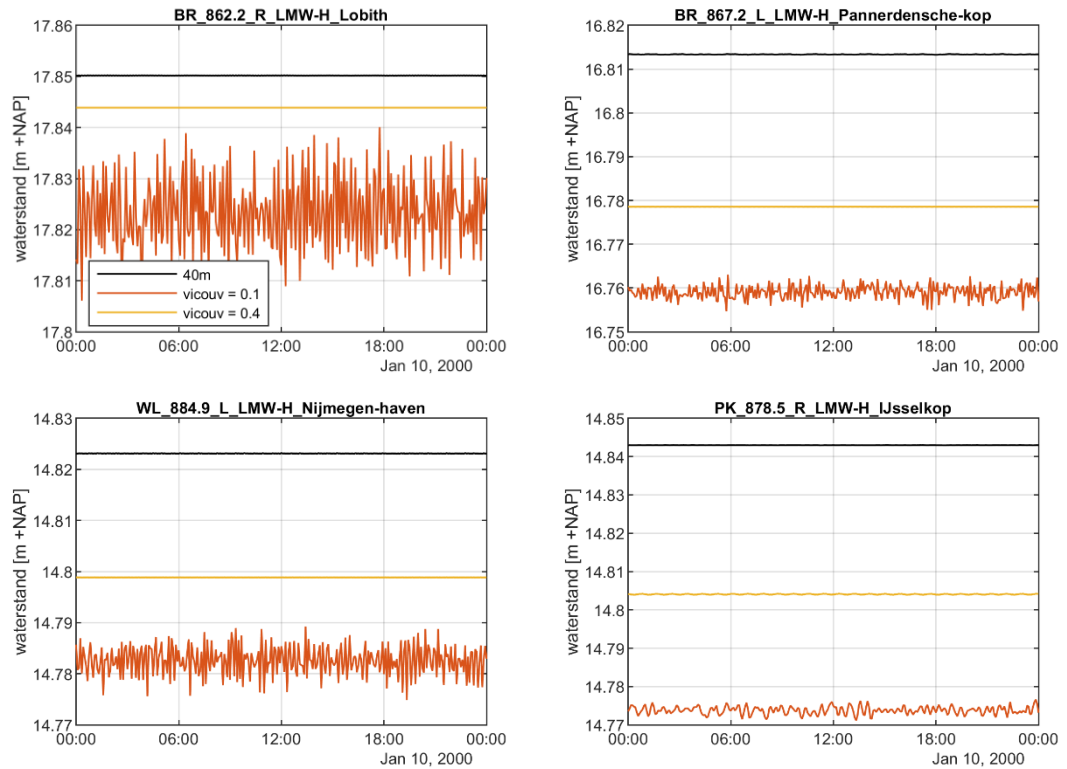 BR_862.2_R_LMW-H_Lobith
17.86
17.85
17.84
17.83
17.82
17.81
17.8
waterstand [m +NAP]
40m
vicouv = 0.1
vicouv = 0.4
00:00 06:00 12:00 18:00 00:00
Jan 10, 2000
BR_867.2_L_LMW-H_Pannerdensche-kop
16.82
16.81
16.8
16.79
16.78
16.77
16.76
16.75
waterstand [m +NAP]
00:00 06:00 12:00 18:00 00:00
Jan 10, 2000
WL_884.9_L_LMW-H_Nijmegen-haven
14.83
14.82
14.81
14.8
14.79
14.78
14.77
waterstand [m +NAP]
00:00 06:00 12:00 18:00 00:00
Jan 10, 2000
PK_878.5_R_LMW-H_IJsselkop
14.85
14.84
14.83
14.82
14.81
14.8
14.79
14.78
14.77
waterstand [m +NAP]
00:00 06:00 12:00 18:00 00:00
Jan 10, 2000